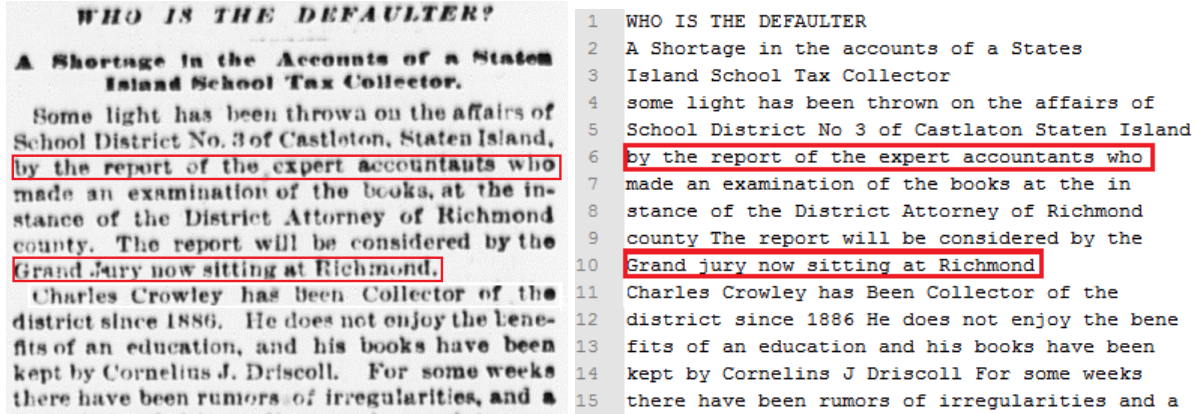 WHO IS THE DEFAULTER?
A Shortage in the Accounts of a Staten
Island School Tax Collector.
Some light has been thrown on the affairs of
School District No. 3 of Castleton, Staten Island,
by the report of the expert accountants who
made an examination of the books, at the in-
stance of the District Attorney of Richmond
county. The report will be considered by the
Grand Jury now sitting at Richmond.
Charles Crowley has been Collector of the
district since 1886. He does not enjoy the bene-
fits of an education, and his books have been
kept by Cornelius J. Driscoll. For some weeks
there have been rumors of irregularities, and a
1 WHO IS THE DEFAULTER
2 A Shortage in the accounts of a States
3 Island School Tax Collector
4 some light has been thrown on the affairs of
5 School District No 3 of Castlaton Staten Island
6 by the report of the expert accountants who
7 made an examination of the books at the in
8 stance of the District Attorney of Richmond
9 county The report will be considered by the
10 Grand jury now sitting at Richmond
11 Charles Crowley has Been Collector of the
12 district since 1886 He does not enjoy the bene
13 fits of an education and his books have been
14 kept by Cornelins J Driscoll For some weeks
15 there have been rumors of irregularities and a